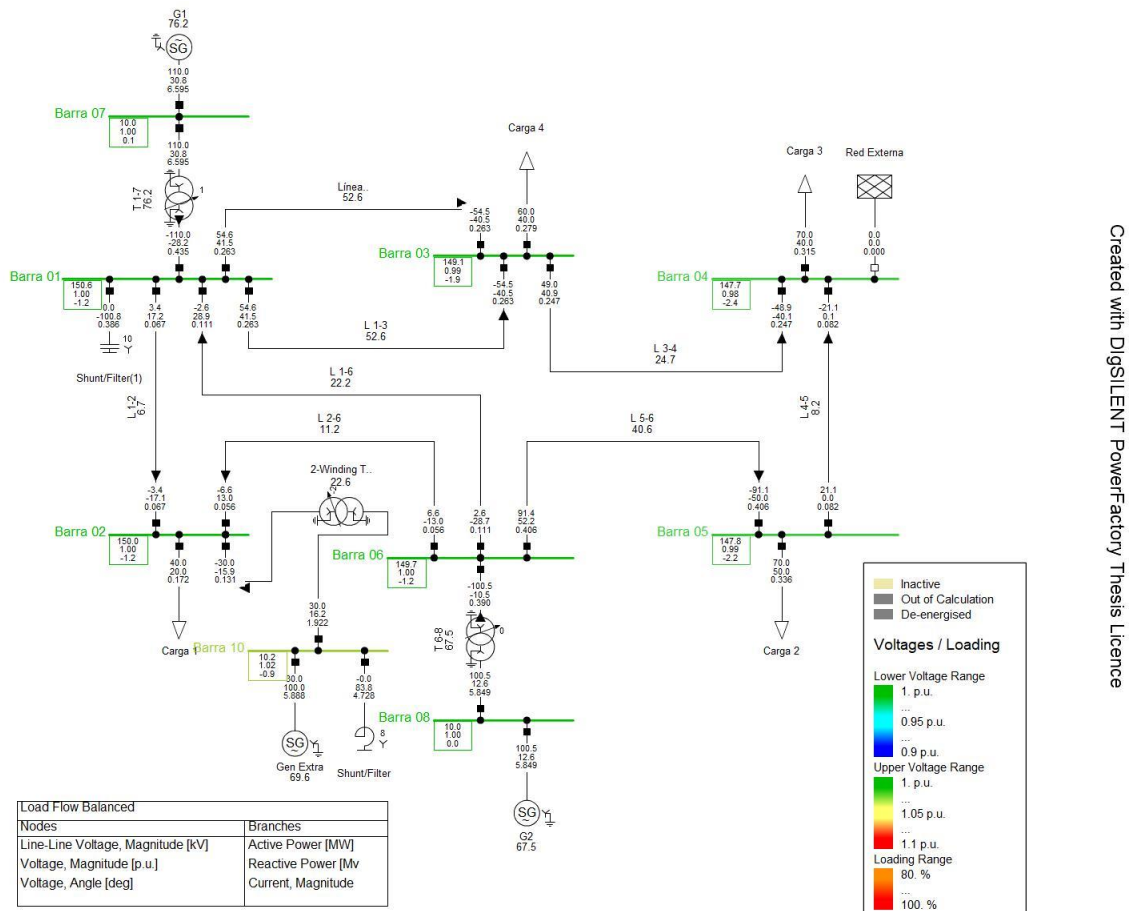 G1
76.2
SG
110.0
30.8
6.595
Barra 07
10.0
1.00
0.1
110.0
30.8
6.595
T 1-7
76.2
1
-110.0
-28.2
0.435
54.6
41.5
0.263
Línea..
52.6
Carga 4
-54.5
-40.5
0.263
60.0
40.0
0.279
Carga 3
Red Externa
70.0
40.0
0.315
0.0
0.0
0.000
Barra 01
150.6
1.00
-1.2
0.0
-100.8
0.386
3.4
17.2
0.067
-2.6
28.9
0.111
54.6
41.5
0.263
Barra 03
149.1
0.99
-1.9
-54.5
-40.5
0.263
49.0
40.9
0.247
Barra 04
147.7
0.98
-2.4
-48.9
-40.1
0.247
-21.1
0.1
0.082
10
Y
Shunt/Filter(1)
L 1-3
52.6
L 3-4
24.7
L 1-6
22.2
L 1-2
6.7
L 2-6
11.2
L 5-6
40.6
L 4-5
8.2
2-Winding T..
22.6
-3.4
-17.1
0.067
-6.6
13.0
0.056
6.6
-13.0
0.056
2.6
-28.7
0.111
91.4
52.2
0.406
-91.1
-50.0
0.406
21.1
0.0
0.082
Barra 02
150.0
1.00
-1.2
40.0
20.0
0.172
-30.0
-15.9
0.131
Barra 06
149.7
1.00
-1.2
-100.5
-10.5
0.390
Barra 05
147.8
0.99
-2.2
70.0
50.0
0.336
Carga 1
30.0
16.2
1.922
T 6-8
67.5
0
Carga 2
Barra 10
10.2
1.02
-0.9
30.0
100.0
5.888
-0.0
83.8
4.728
100.5
12.6
5.849
Barra 08
10.0
1.00
0.0
SG
Gen Extra
69.6
8
Y
Shunt/Filter
100.5
12.6
5.849
SG
G2
67.5
Load Flow Balanced
Nodes
Branches
Line-Line Voltage, Magnitude [kV]
Active Power [MW]
Voltage, Magnitude [p.u.]
Reactive Power [Mv
Voltage, Angle [deg]
Current, Magnitude
Inactive
Out of Calculation
De-energised
Voltages / Loading
Lower Voltage Range
1. p.u.
...
0.95 p.u.
...
0.9 p.u.
Upper Voltage Range
1. p.u.
...
1.05 p.u.
...
1.1 p.u.
Loading Range
80. %
...
100. %
Created with DIgSILENT PowerFactory Thesis Licence